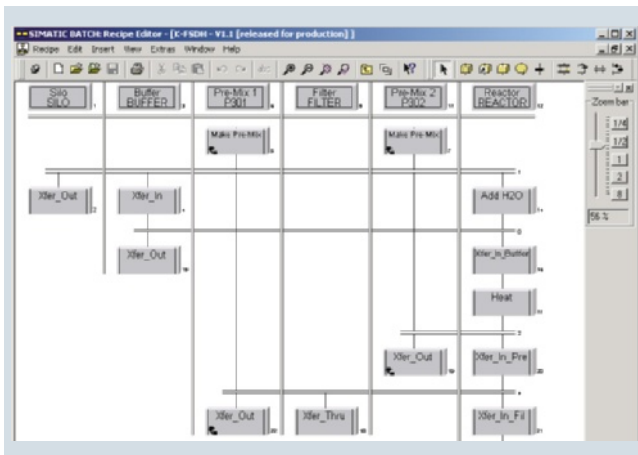 SIMATIC BATCH: Recipe Editor - [K-FSDH - V1.1 [released for production] ]
Recipe Edit Insert View Extras Window Help
Silo
SILO
Buffer
BUFFER
Pre-Mix 1
P301
Filter
FILTER
Pre-Mix 2
P302
Reactor
REACTOR
Zoom bar
1/4
1/2
1
2
8
56 %
Make Pre-Mix
Make Pre-Mix
Xfer_Out
Xfer_In
Add H2O
Xfer_Out
Xfer_In_Buffer
Heat
Xfer_Out
Xfer_In_Pre
Xfer_Out
Xfer_Thru
Xfer_In_Fil